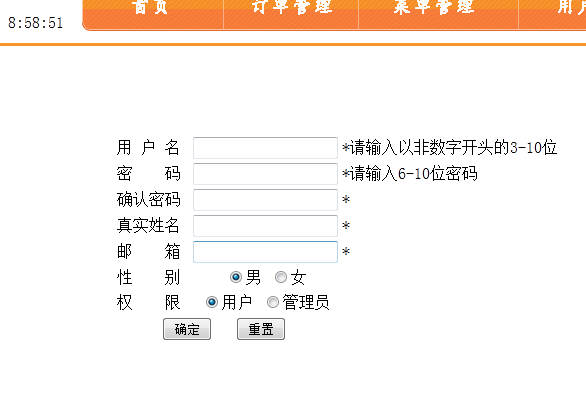 首页 订单管理 菜单管理 用户
8:58:51
用 户 名 *请输入以非数字开头的3-10位
密 码 *请输入6-10位密码
确认密码 *
真实姓名 *
邮 箱 *
性 别 男 女
权 限 用户 管理员
确定 重置